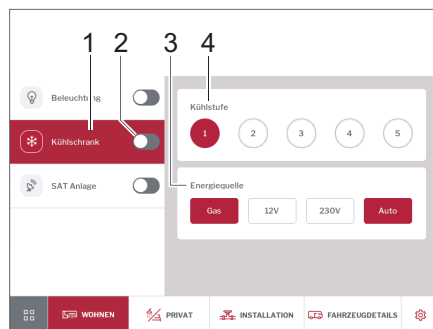 1 2 3 4
Beleuchtung
Kühlstufe
Kühlschrank
1 2 3 4 5
SAT Anlage
Energiequelle
Gas 12V 230V Auto
WOHNEN PRIVAT INSTALLATION FAHRZEUGDETAILS